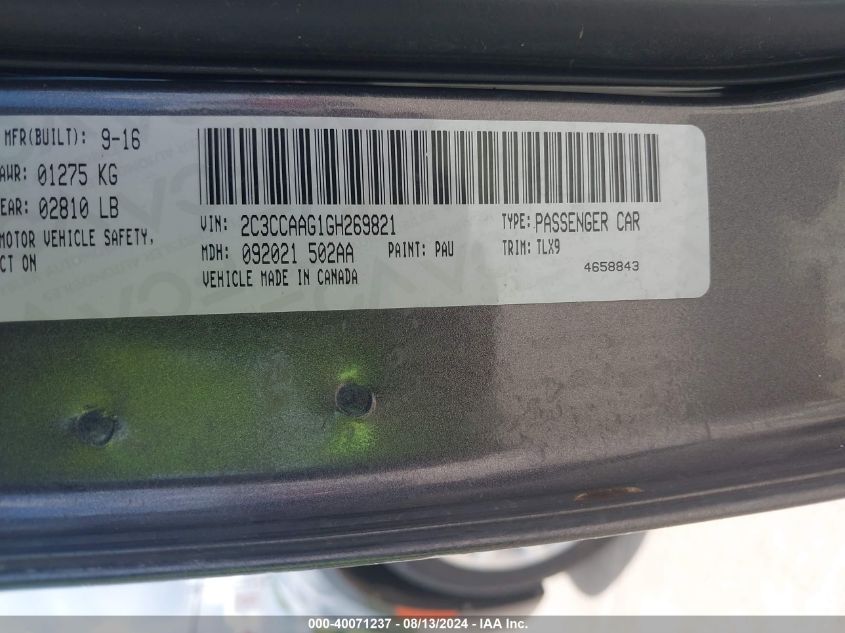 MFR(BUILT): 9-16
AWR: 01275 KG
EAR: 02810 LB
MOTOR VEHICLE SAFETY,
CT ON
VIN: 2C3CCAAG1GH269821
TYPE: PASSENGER CAR
MDH: 092021 502AA
PAINT: PAU
TRIM: TLX9
VEHICLE MADE IN CANADA
4658843
000-40071237 - 08/13/2024 - IAA Inc.